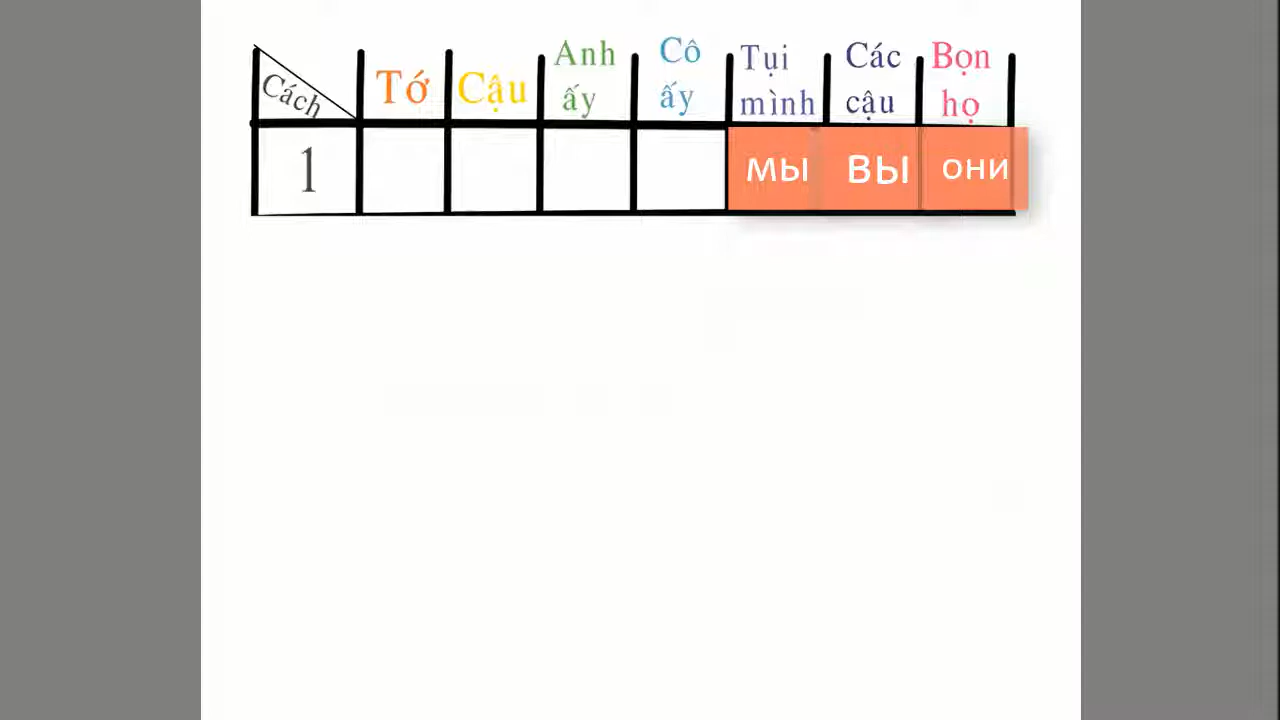 Cách
Tớ
Cậu
Anh
ấy
Cô
ấy
Tụi
mình
Các
cậu
Bọn
họ
1
мы
вы
они